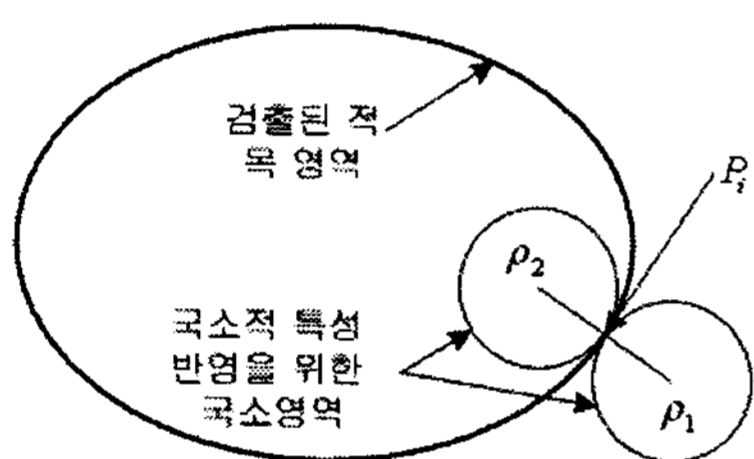 검출된 적
목 영역
P_i
ρ_2
국소적 특성
반영을 위한
국소영역
ρ_1